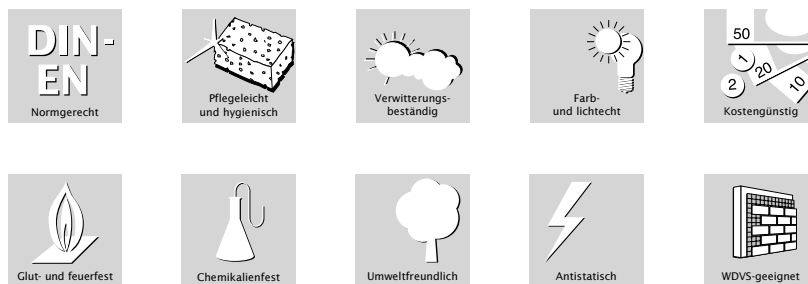 DIN-
EN
Normgerecht
Pflegeleicht
und hygienisch
Verwitterungs-
beständig
Farb-
und lichtecht
50
1
20
2
10
Kostengünstig
Glut- und feuerfest
Chemikalienfest
Umweltfreundlich
Antistatisch
WDVS-geeignet